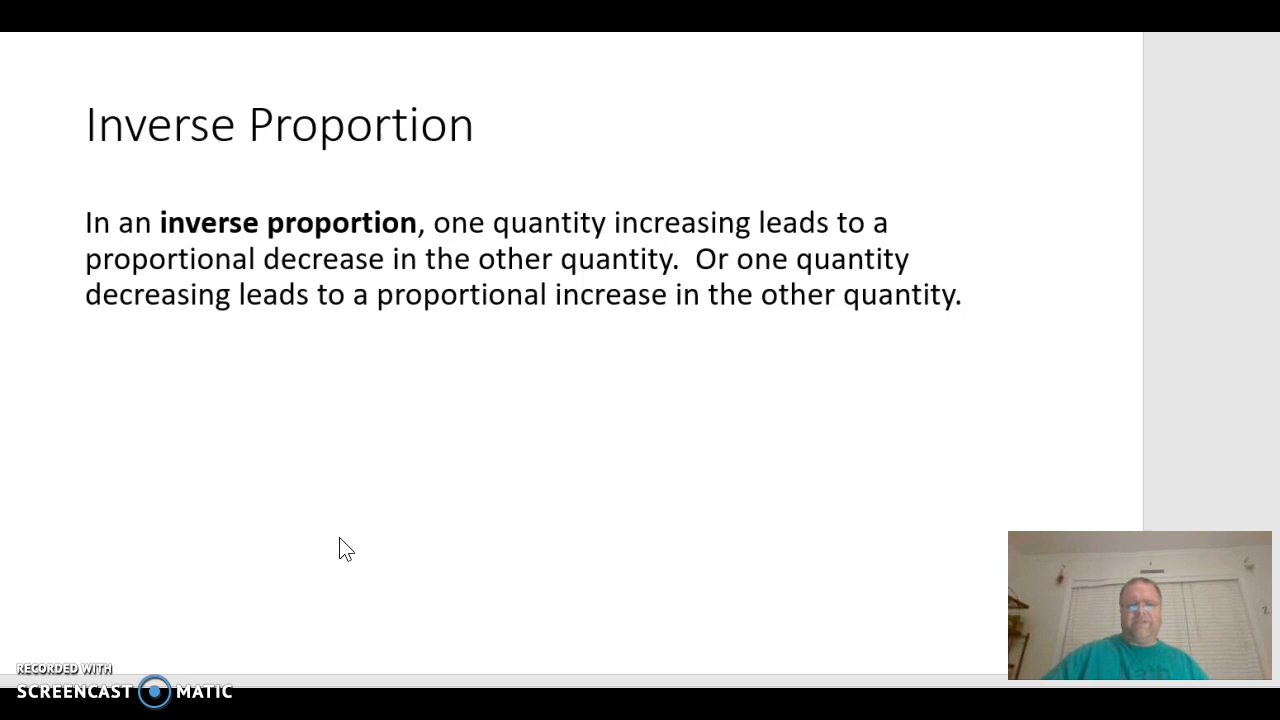 Inverse Proportion
In an inverse proportion, one quantity increasing leads to a
proportional decrease in the other quantity.  Or one quantity
decreasing leads to a proportional increase in the other quantity.
RECORDED WITH
SCREENCAST MATIC